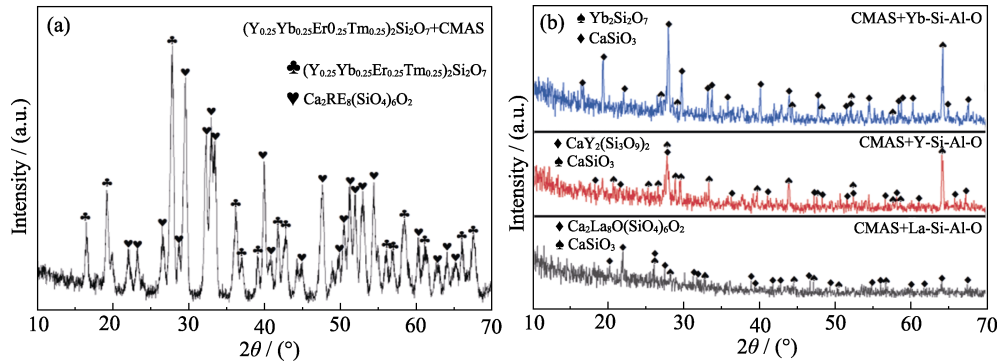 (a)
(Y0.25Yb0.25Er0.25Tm0.25)2Si2O7+CMAS
♣ (Y0.25Yb0.25Er0.25Tm0.25)2Si2O7
♥ Ca2RE8(SiO4)6O2
Intensity / (a.u.)
10 20 30 40 50 60 70
2θ / (°)
(b)
♠ Yb2Si2O7
CMAS+Yb-Si-Al-O
♦ CaSiO3
♦ CaY2(Si3O9)2
CMAS+Y-Si-Al-O
♠ CaSiO3
♦ Ca2La8O(SiO4)6O2
CMAS+La-Si-Al-O
♠ CaSiO3
Intensity / (a.u.)
10 20 30 40 50 60 70
2θ / (°)